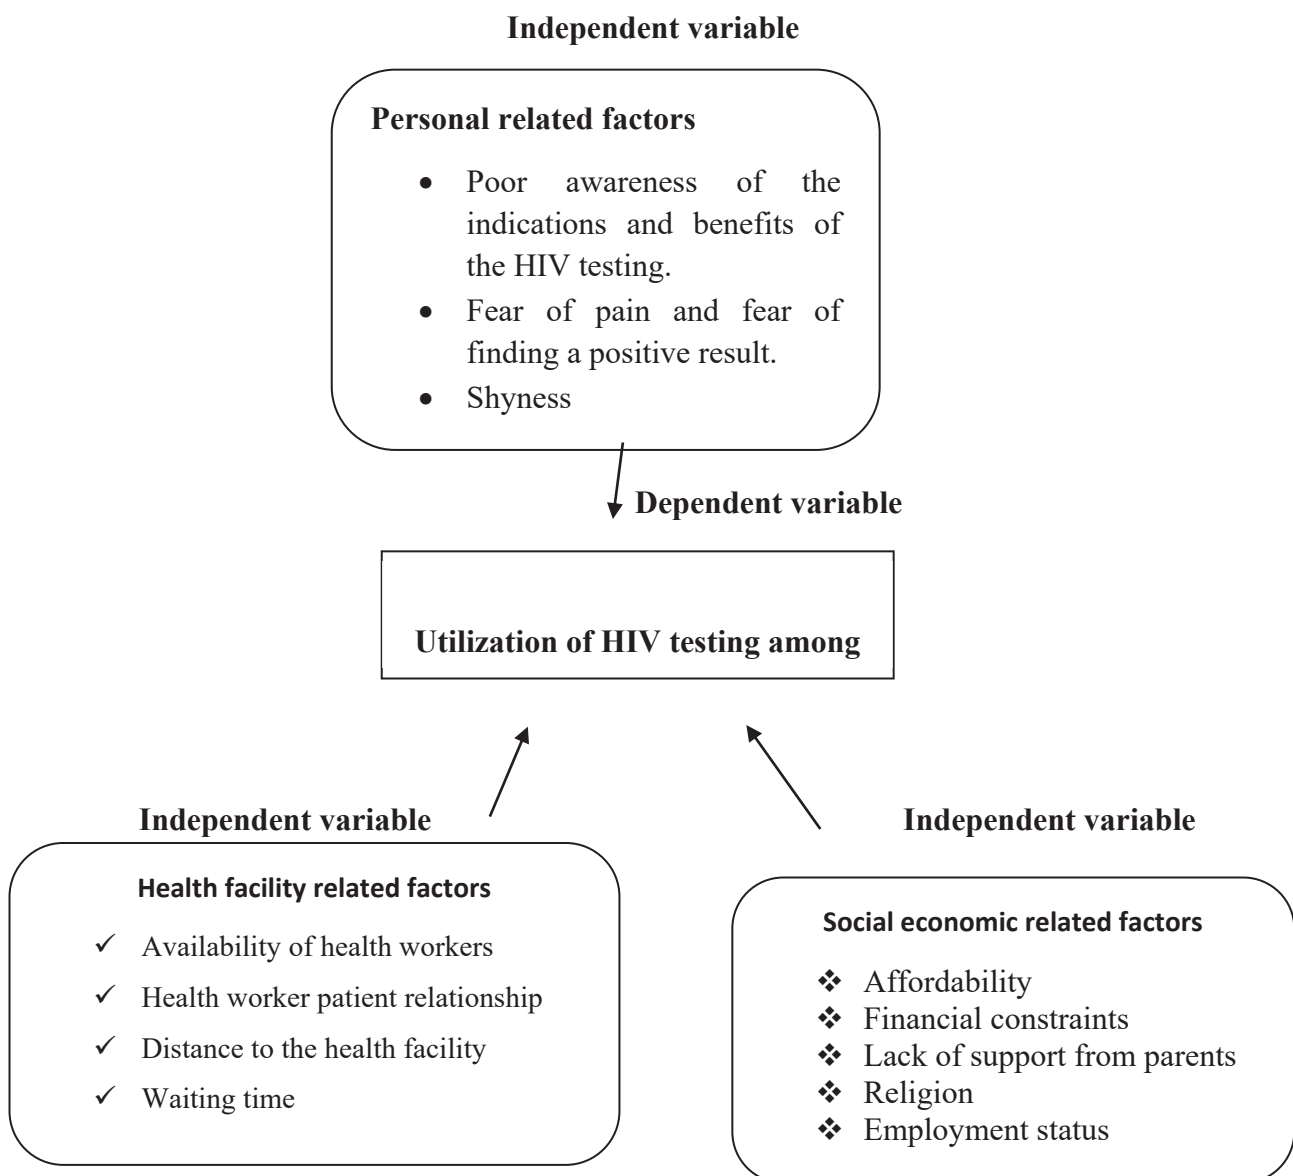 Independent variable
Personal related factors
• Poor awareness of the
indications and benefits of
the HIV testing.
• Fear of pain and fear of
finding a positive result.
• Shyness
Dependent variable
Utilization of HIV testing among
Independent variable
Health facility related factors
✓ Availability of health workers
✓ Health worker patient relationship
✓ Distance to the health facility
✓ Waiting time
Independent variable
Social economic related factors
❖ Affordability
❖ Financial constraints
❖ Lack of support from parents
❖ Religion
❖ Employment status